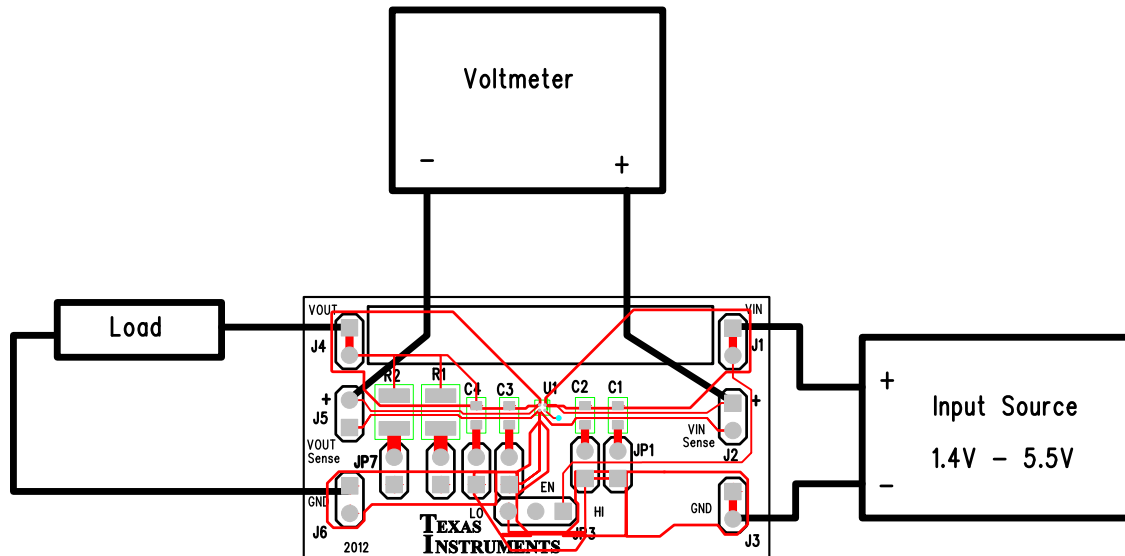 Voltmeter
- +
VOUT
VIN
Load
J4
J1
R2 R1 C4 C3 U1 C2 C1
+
+
+
Input Source
J5
VOUT
Sense
VIN
Sense
J2
1.4V - 5.5V
JP7
JP1
-
EN
GND
GND
LO
HI
J6
JP3
J3
2012
TEXAS
INSTRUMENTS